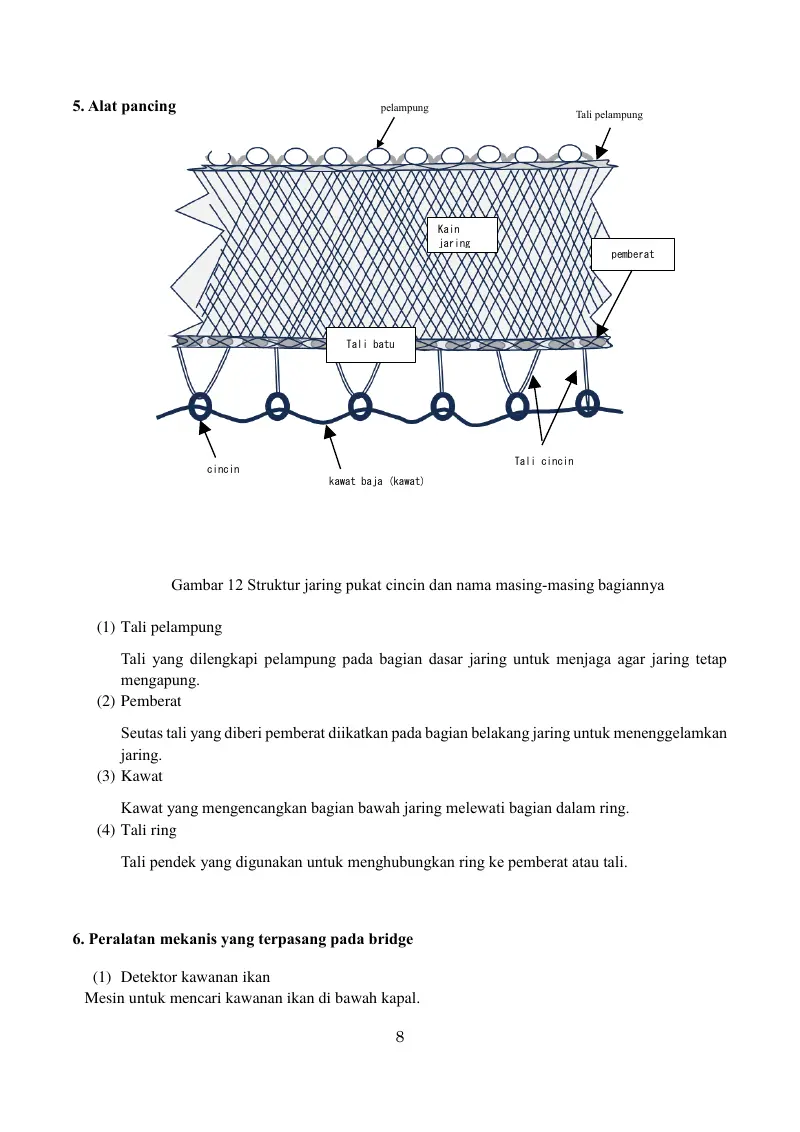 5. Alat pancing
pelampung
Tali pelampung
Kain
jaring
pemberat
Tali batu
cincin
kawat baja (kawat)
Tali cincin
Gambar 12 Struktur jaring pukat cincin dan nama masing-masing bagiannya
(1) Tali pelampung
Tali yang dilengkapi pelampung pada bagian dasar jaring untuk menjaga agar jaring tetap
mengapung.
(2) Pemberat
Seutas tali yang diberi pemberat diikatkan pada bagian belakang jaring untuk menenggelamkan
jaring.
(3) Kawat
Kawat yang mengencangkan bagian bawah jaring melewati bagian dalam ring.
(4) Tali ring
Tali pendek yang digunakan untuk menghubungkan ring ke pemberat atau tali.
6. Peralatan mekanis yang terpasang pada bridge
(1) Detektor kawanan ikan
Mesin untuk mencari kawanan ikan di bawah kapal.
8